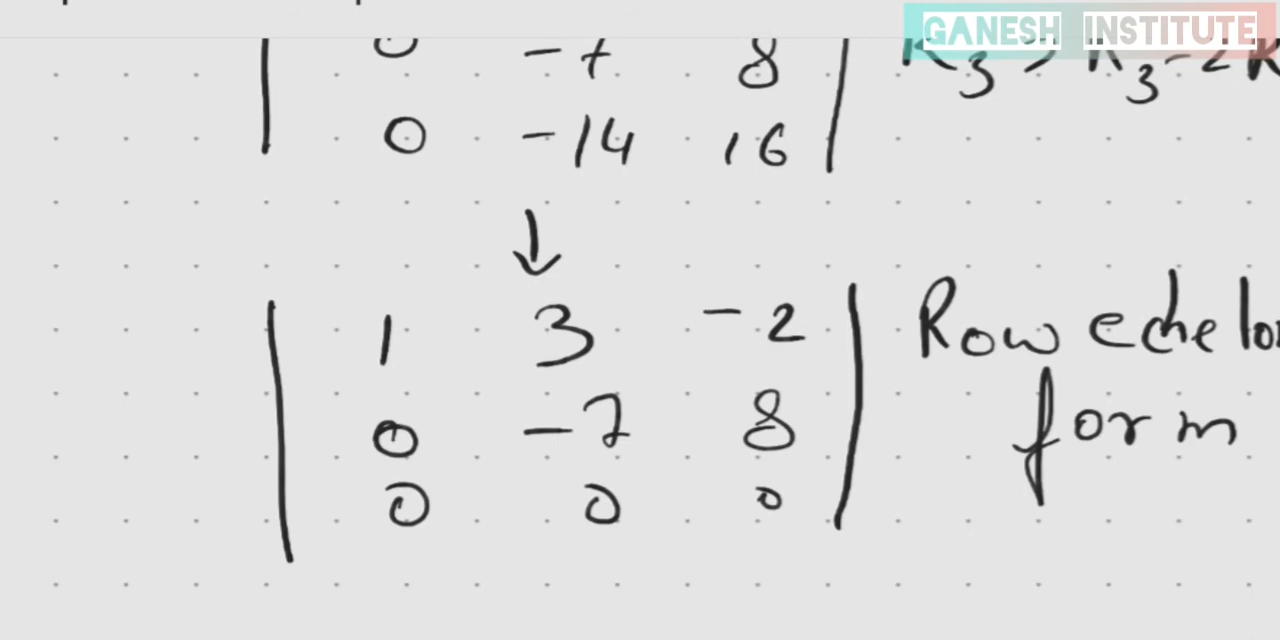 GANESH INSTITUTE
0 -7 8
0 -14 16
↓
1 3 -2 Row echelon
0 -7 8 form
0 0 0